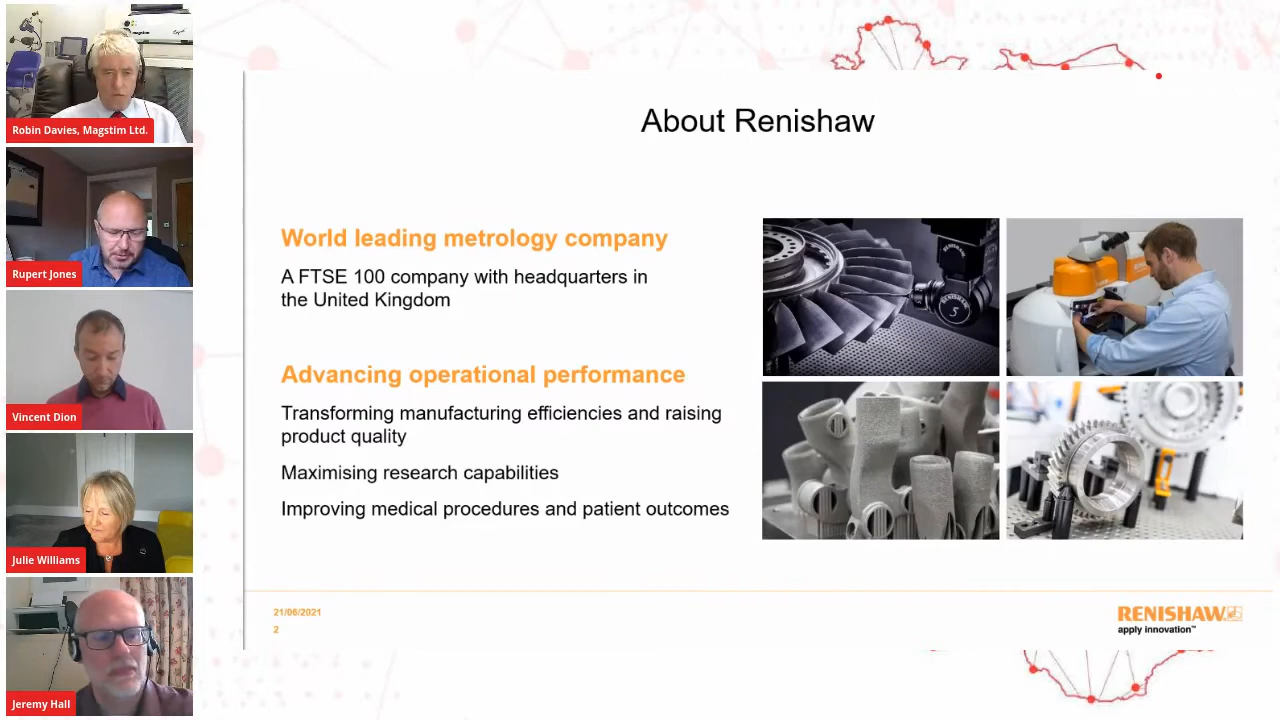 Robin Davies, Magstim Ltd.
Rupert Jones
Vincent Dion
Julie Williams
Jeremy Hall
About Renishaw
World leading metrology company
A FTSE 100 company with headquarters in
the United Kingdom
Advancing operational performance
Transforming manufacturing efficiencies and raising
product quality
Maximising research capabilities
Improving medical procedures and patient outcomes
RENISHAW
5
21/06/2021
2
RENISHAW
apply innovation™